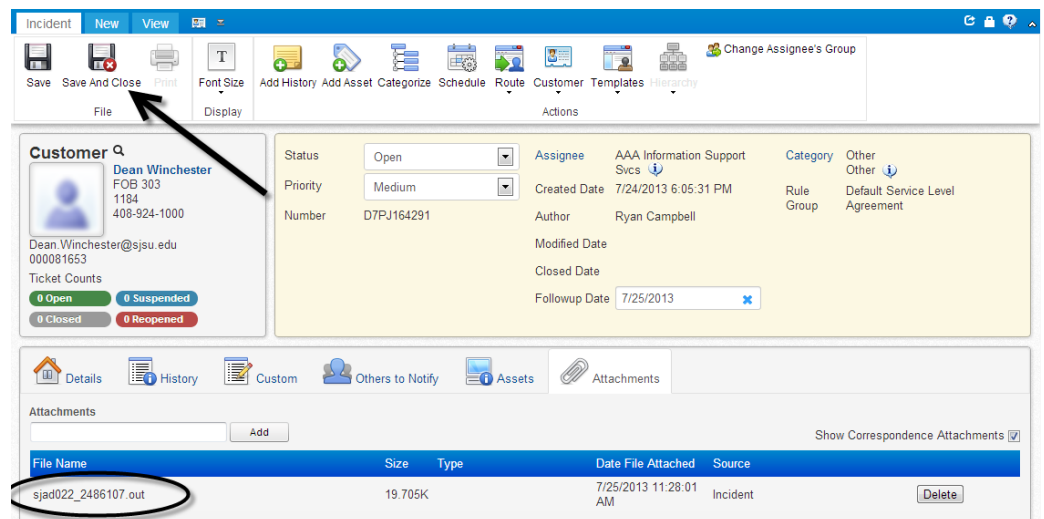 Incident New View
Save Save And Close Print Font Size Add History Add Asset Categorize Schedule Route Customer Templates Hierarchy Change Assignee's Group
File Display Actions
Customer
Dean Winchester
FOB 303
1184
408-924-1000
Dean.Winchester@sjsu.edu
000081653
Ticket Counts
0 Open 0 Suspended
0 Closed 0 Reopened
Status Open
Priority Medium
Number D7PJ164291
Assignee AAA Information Support
Svcs
Created Date 7/24/2013 6:05:31 PM
Author Ryan Campbell
Modified Date
Closed Date
Followup Date 7/25/2013
Category Other
Other
Rule Default Service Level
Group Agreement
Details History Custom Others to Notify Assets Attachments
Attachments
Add Show Correspondence Attachments
File Name Size Type Date File Attached Source
sjad022_2486107.out 19.705K 7/25/2013 11:28:01
AM Incident Delete